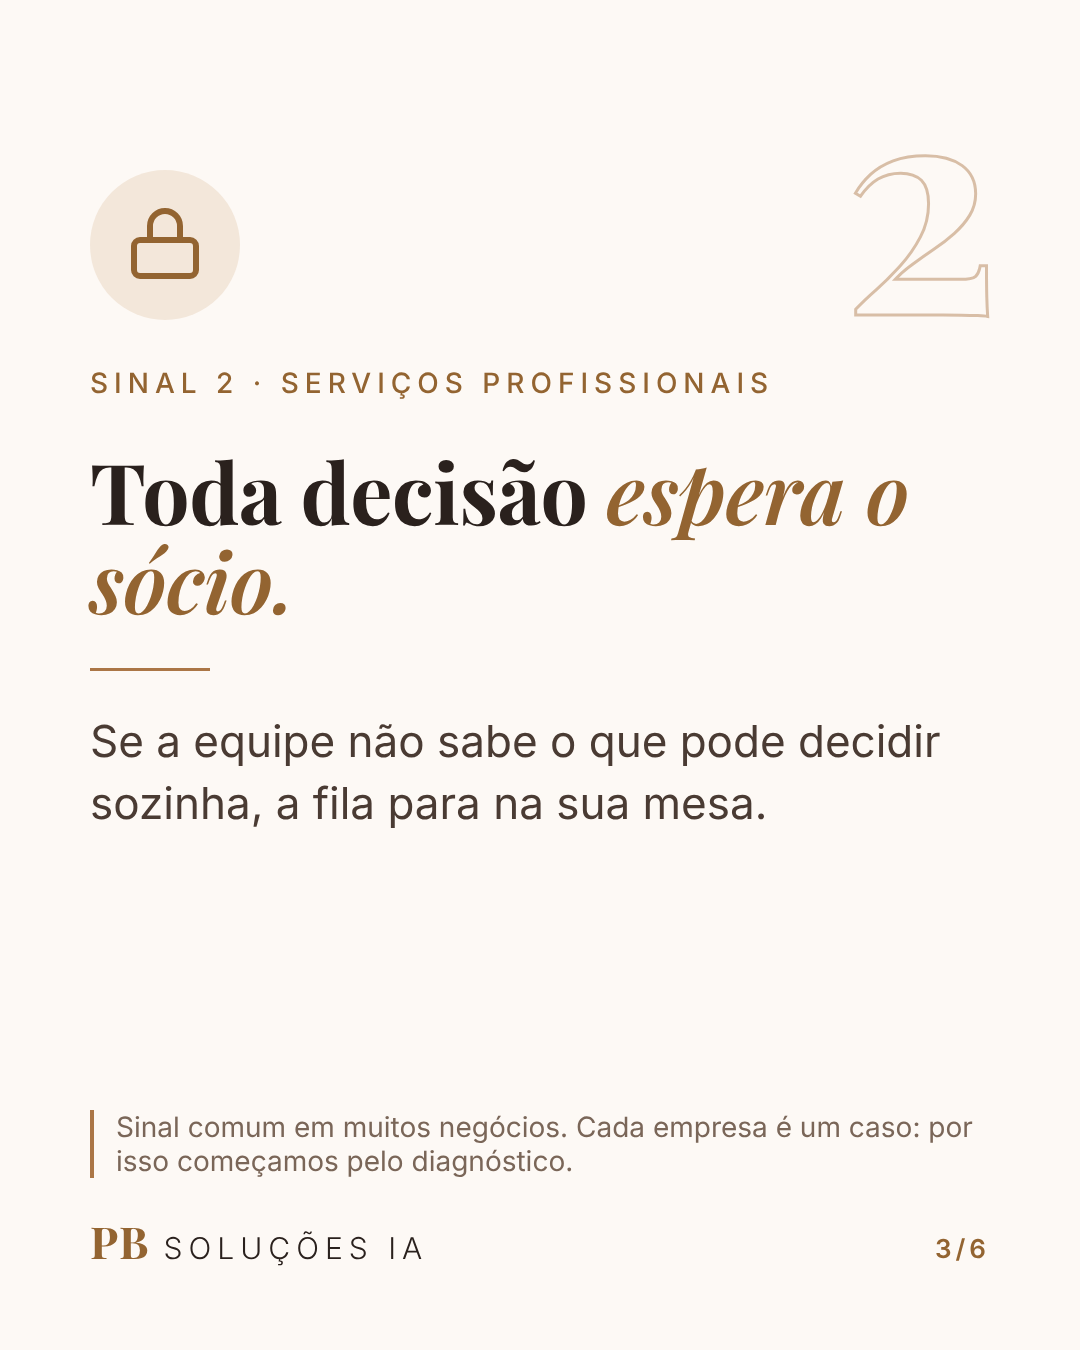 2
SINAL 2 · SERVIÇOS PROFISSIONAIS
Toda decisão espera o
sócio.
Se a equipe não sabe o que pode decidir
sozinha, a fila para na sua mesa.
Sinal comum em muitos negócios. Cada empresa é um caso: por
isso começamos pelo diagnóstico.
PB SOLUÇÕES IA
3/6